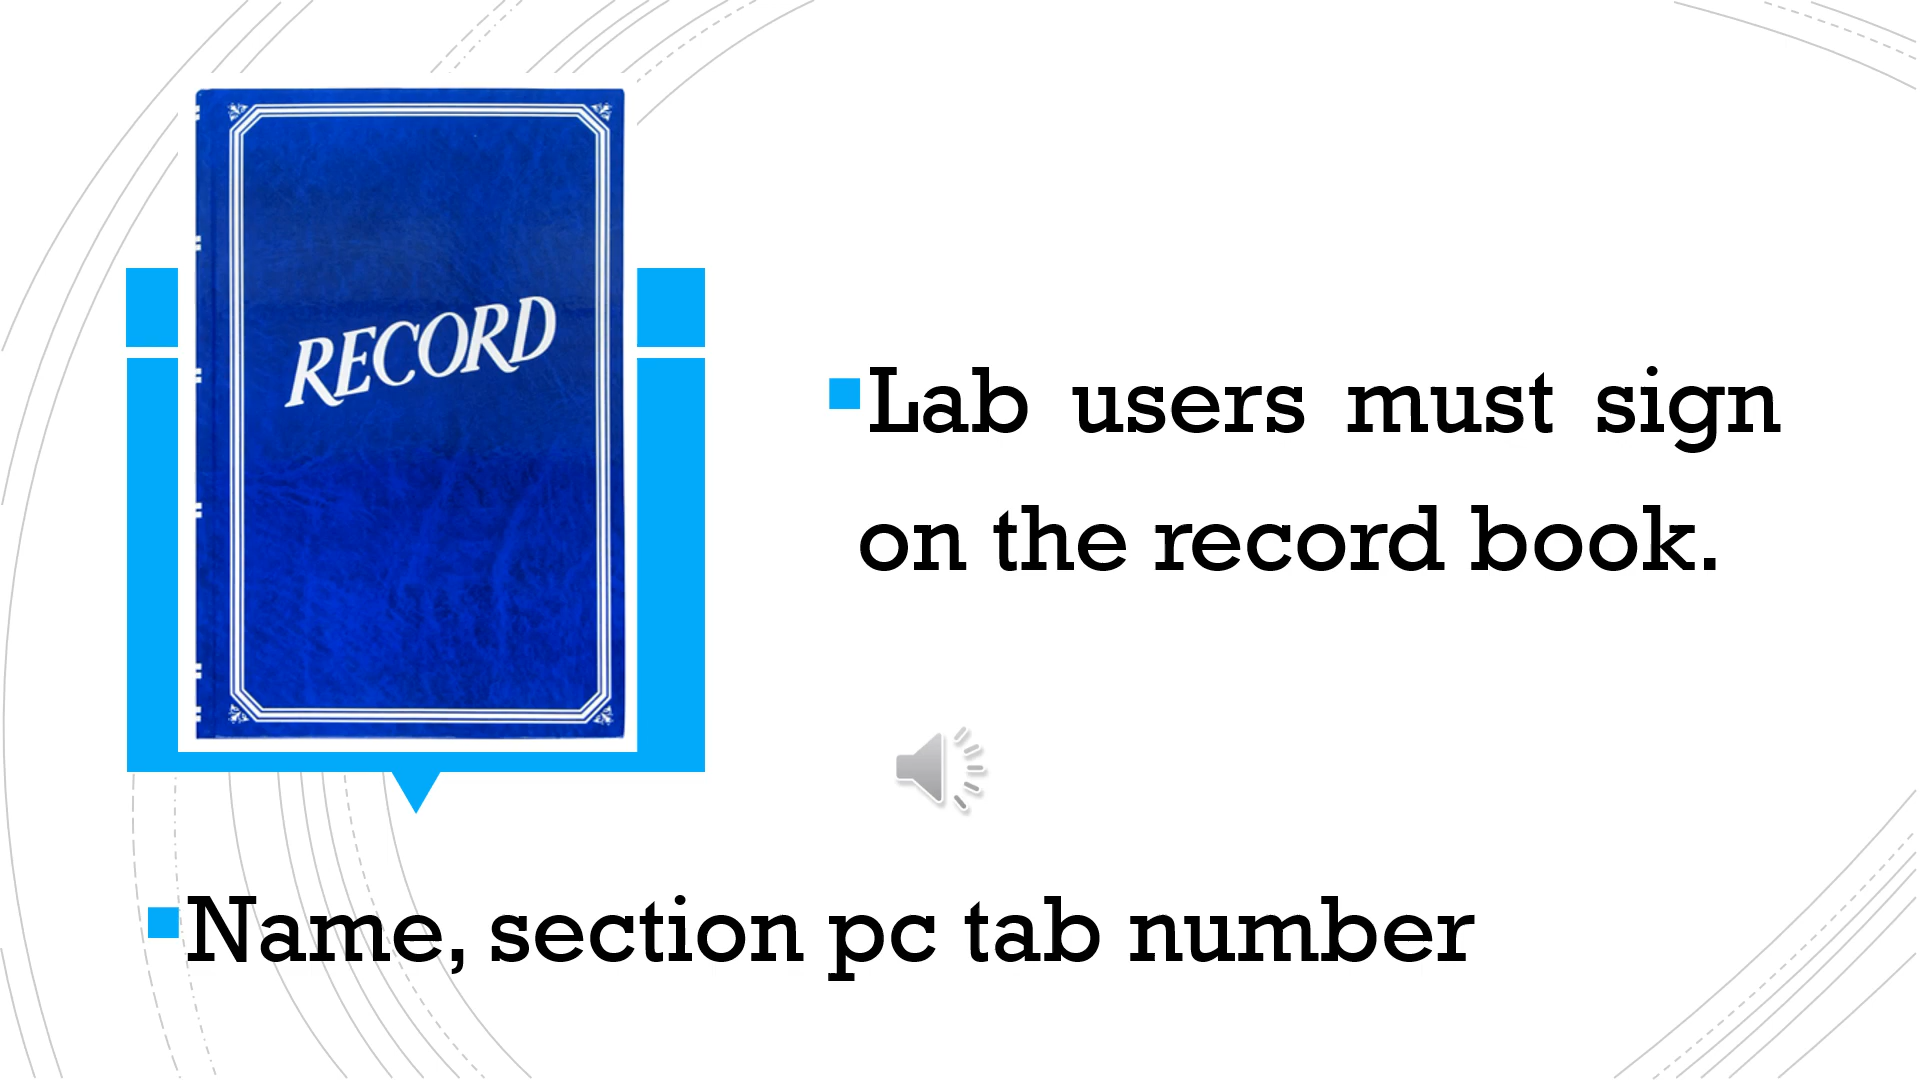 RECORD
Lab users must sign
on the record book.
Name, section pc tab number